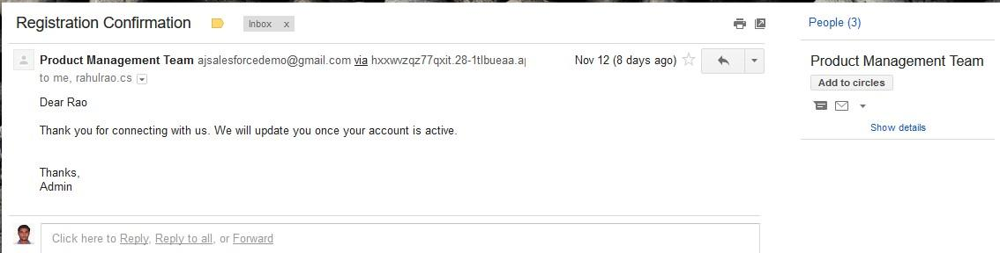 Registration Confirmation Inbox x
People (3)
Product Management Team ajsalesforcedemo@gmail.com via Nov 12 (8 days ago)
to me, rahulrao.cs
Product Management Team
Add to circles
Show details
Dear Rao
Thank you for connecting with us. We will update you once your account is active.
Thanks,
Admin
Click here to Reply, Reply to all, or Forward